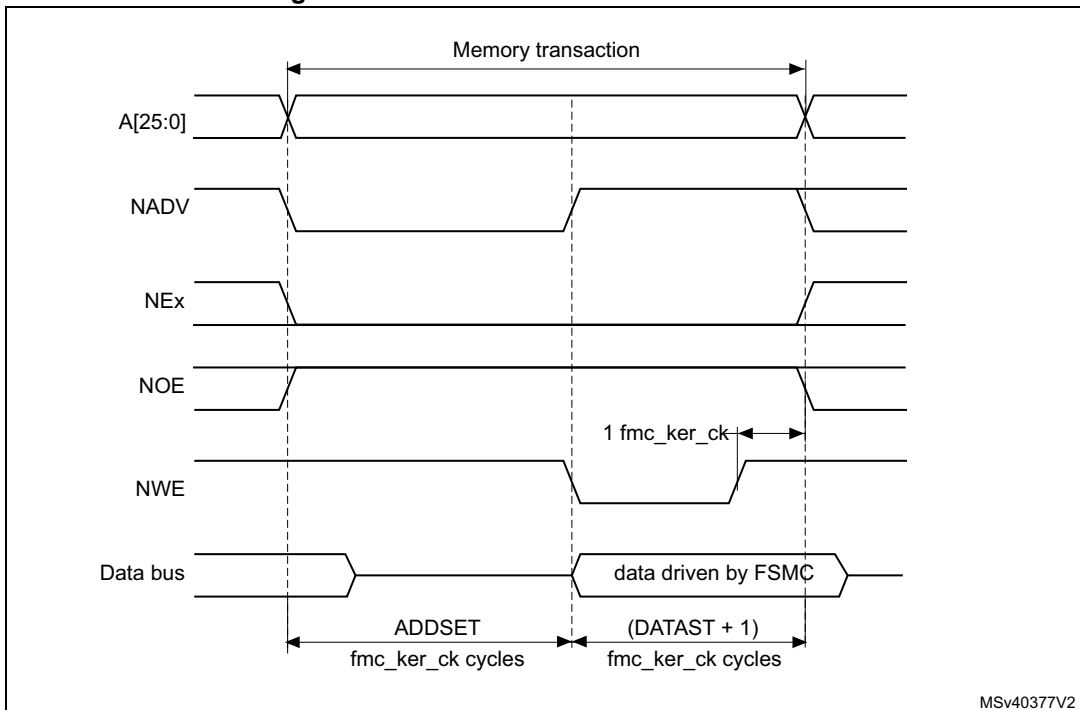 Memory transaction
A[25:0]
NADV
NEx
NOE
1 fmc_ker_ck
NWE
Data bus
data driven by FSMC
ADDSET
(DATAST + 1)
fmc_ker_ck cycles
fmc_ker_ck cycles
MSv40377V2